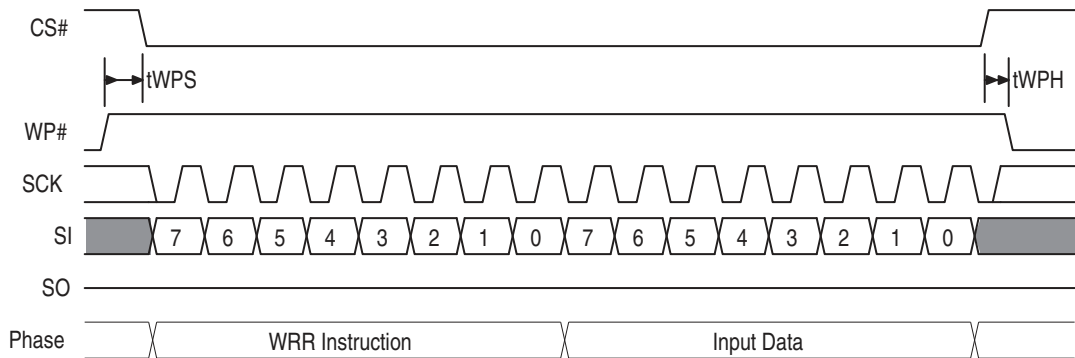 CS#
tWPS
tWPH
WP#
SCK
SI 7 6 5 4 3 2 1 0 7 6 5 4 3 2 1 0
SO
Phase WRR Instruction Input Data